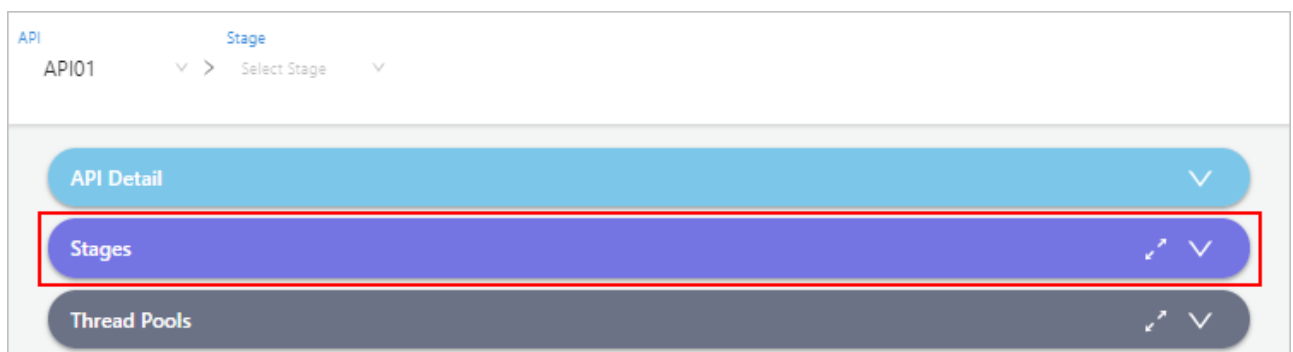 API Stage
API01 > Select Stage
API Detail
Stages
Thread Pools